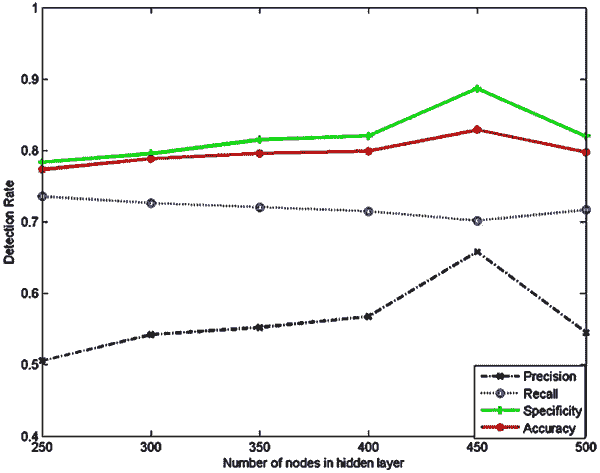 1
0.9
0.8
0.7
0.6
0.5
0.4
Detection Rate
250 300 350 400 450 500
Number of nodes in hidden layer
Precision
Recall
Specificity
Accuracy